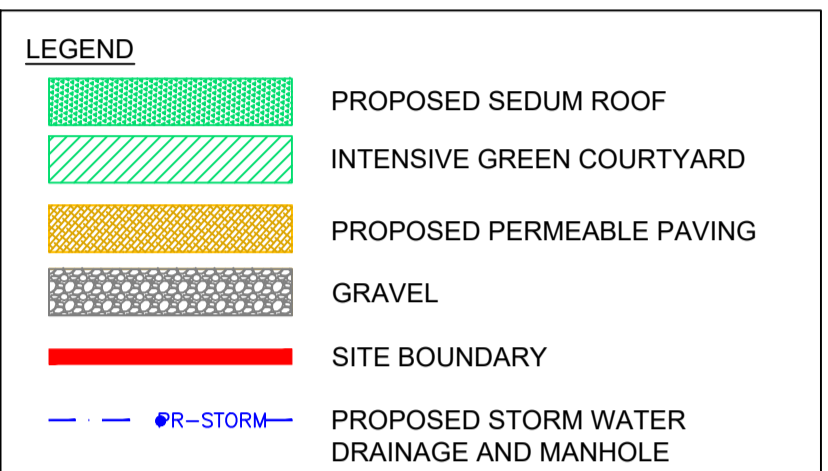 LEGEND
PROPOSED SEDUM ROOF
INTENSIVE GREEN COURTYARD
PROPOSED PERMEABLE PAVING
GRAVEL
SITE BOUNDARY
PR-STORM PROPOSED STORM WATER
DRAINAGE AND MANHOLE